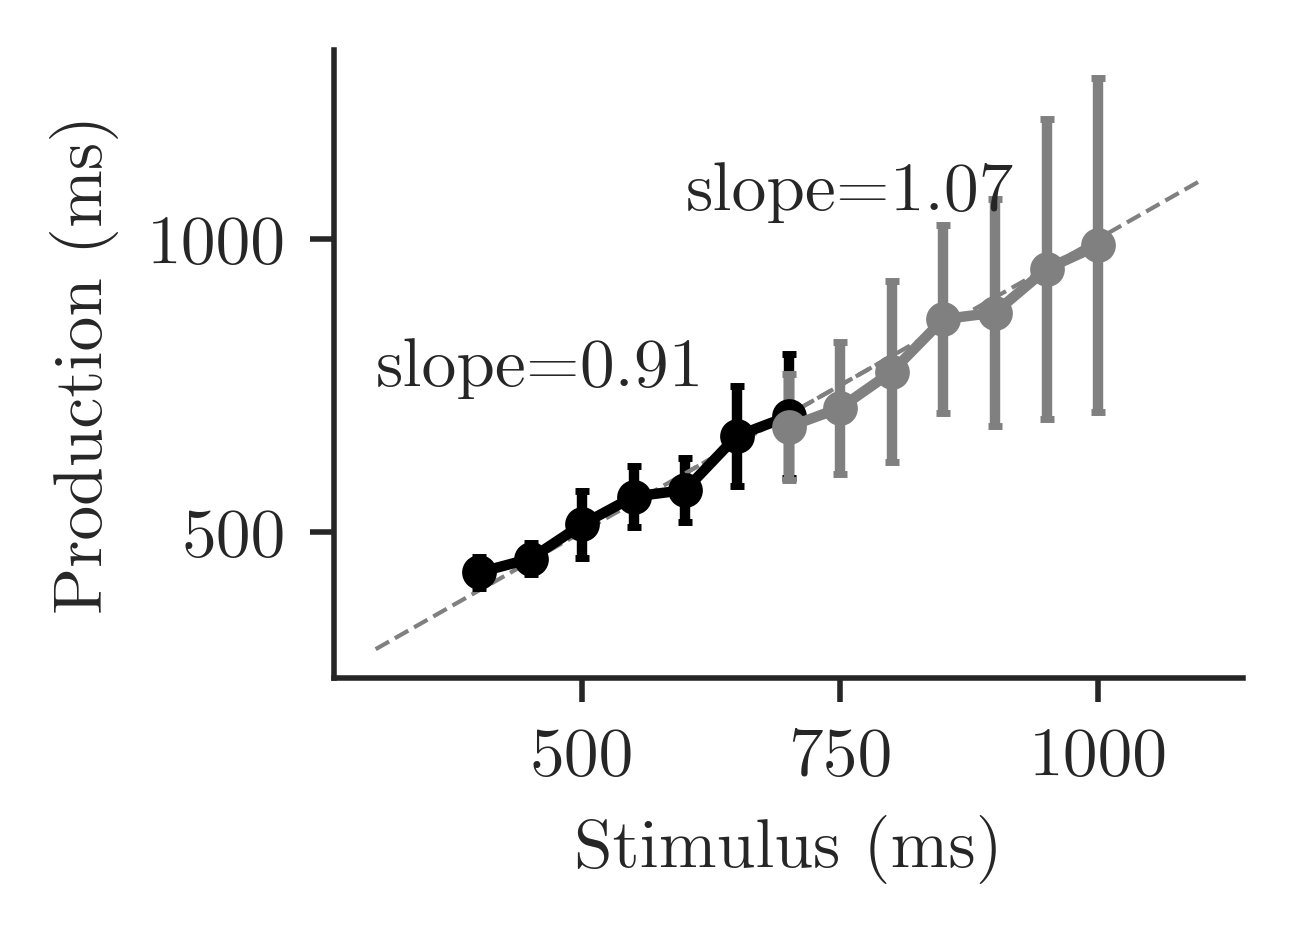 Production (ms)
1000
500
slope=1.07
slope=0.91
500 750 1000
Stimulus (ms)